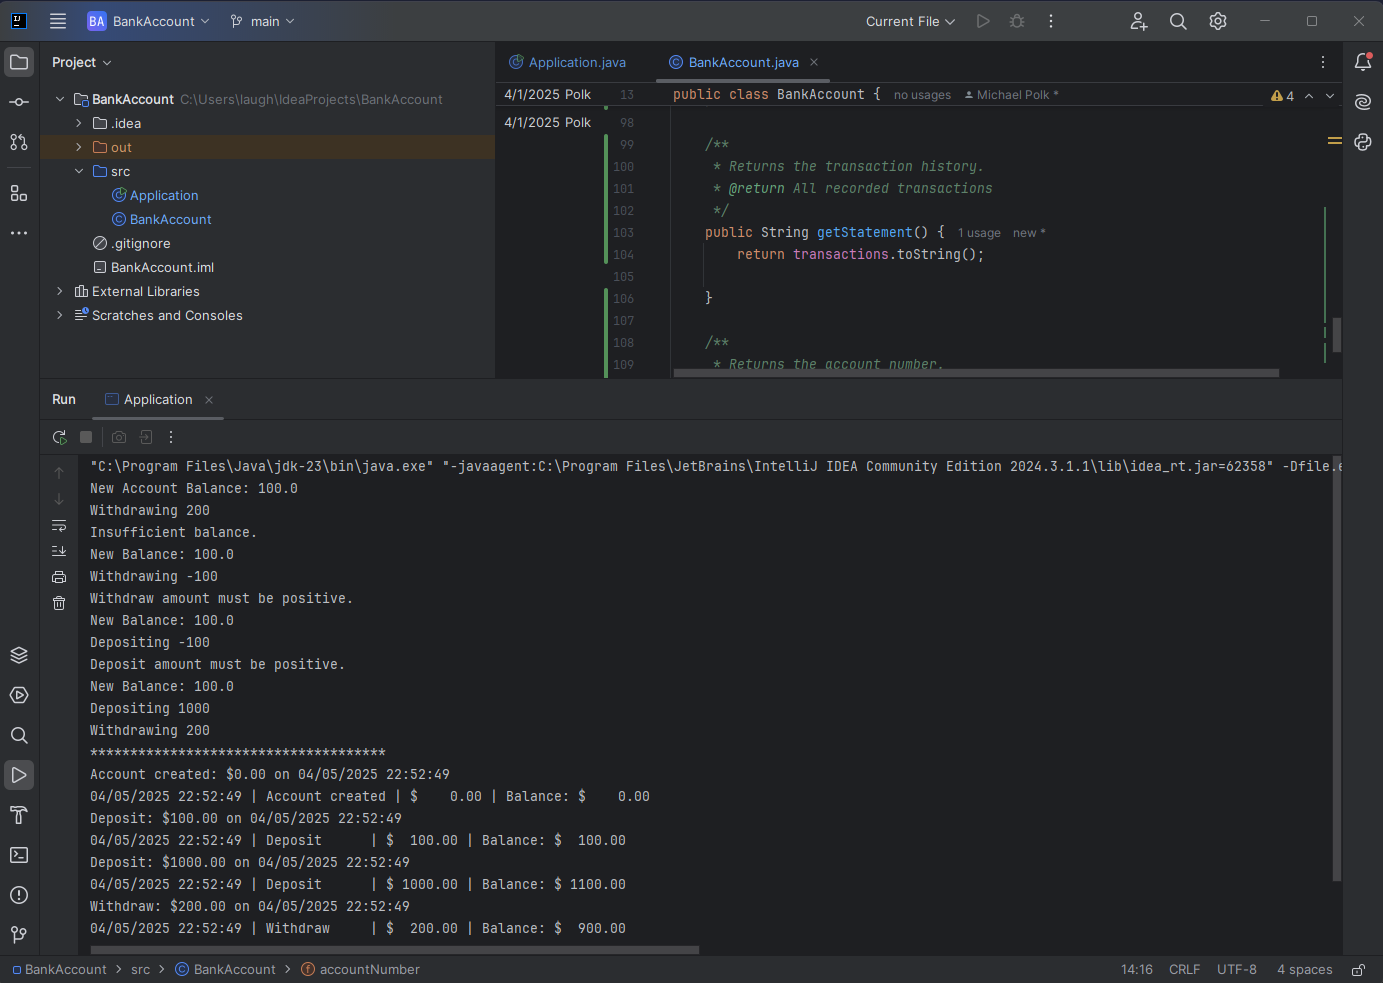 BA BankAccount main Current File
Project
BankAccount C:\Users\laugh\IdeaProjects\BankAccount
.idea
out
src
Application
BankAccount
.gitignore
BankAccount.iml
External Libraries
Scratches and Consoles
Application.java BankAccount.java
4/1/2025 Polk 13 public class BankAccount { no usages Michael Polk * 4
4/1/2025 Polk 98
99 /**
100 * Returns the transaction history.
101 * @return All recorded transactions
102 */
103 public String getStatement() { 1 usage new *
104 return transactions.toString();
105
106 }
107
108 /**
109 * Returns the account number.
Run Application
"C:\Program Files\Java\jdk-23\bin\java.exe" "-javaagent:C:\Program Files\JetBrains\IntelliJ IDEA Community Edition 2024.3.1.1\lib\idea_rt.jar=62358" -Dfile.e
New Account Balance: 100.0
Withdrawing 200
Insufficient balance.
New Balance: 100.0
Withdrawing -100
Withdraw amount must be positive.
New Balance: 100.0
Depositing -100
Deposit amount must be positive.
New Balance: 100.0
Depositing 1000
Withdrawing 200
*************************************
Account created: $0.00 on 04/05/2025 22:52:49
04/05/2025 22:52:49 | Account created | $    0.00 | Balance: $    0.00
Deposit: $100.00 on 04/05/2025 22:52:49
04/05/2025 22:52:49 | Deposit      | $  100.00 | Balance: $  100.00
Deposit: $1000.00 on 04/05/2025 22:52:49
04/05/2025 22:52:49 | Deposit      | $ 1000.00 | Balance: $ 1100.00
Withdraw: $200.00 on 04/05/2025 22:52:49
04/05/2025 22:52:49 | Withdraw     | $  200.00 | Balance: $  900.00
BankAccount > src > BankAccount > accountNumber 14:16 CRLF UTF-8 4 spaces